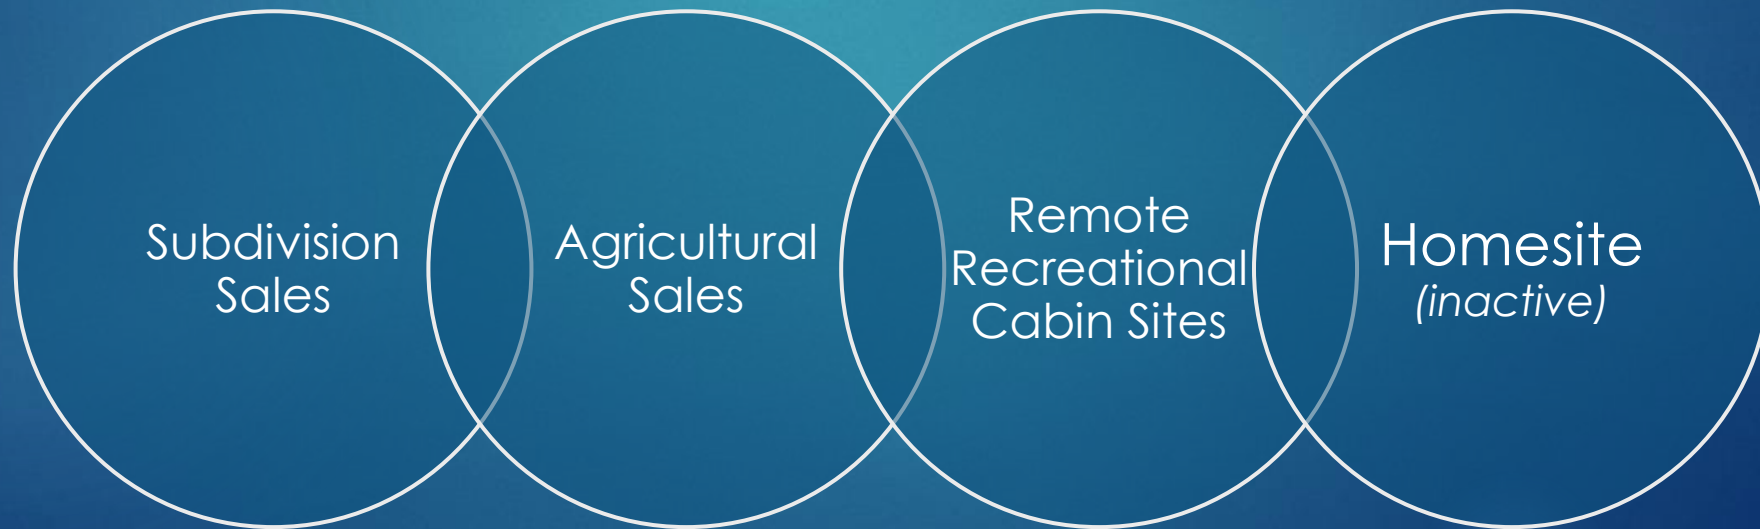 Subdivision
Sales
Agricultural
Sales
Remote
Recreational
Cabin Sites
Homesite
(inactive)